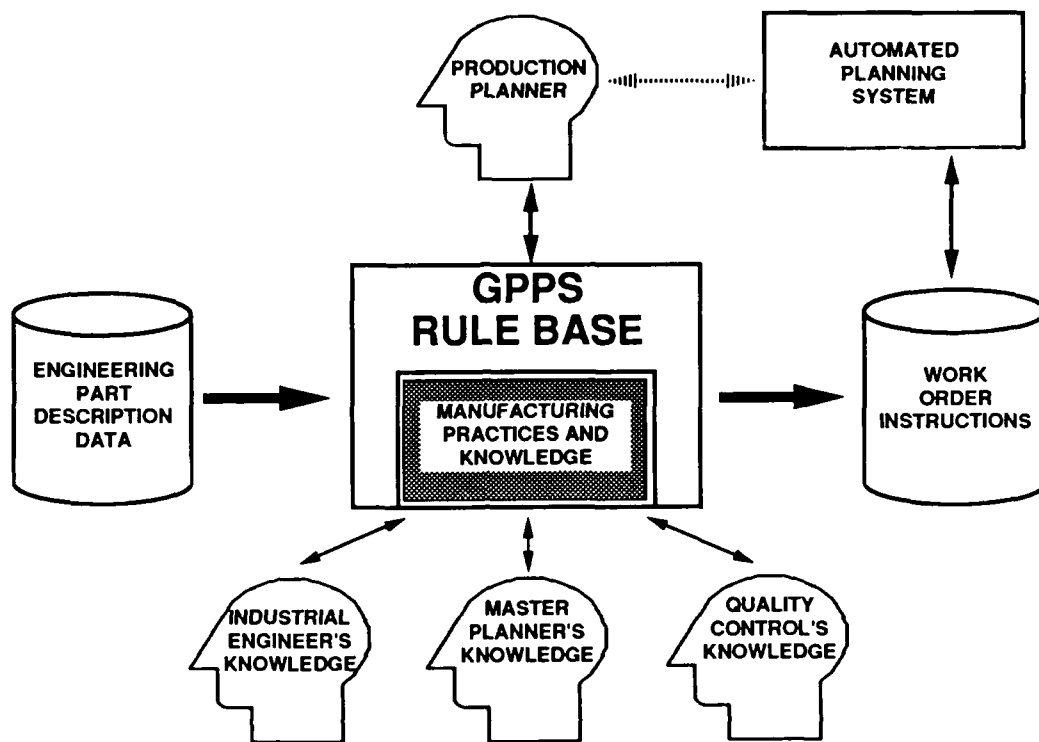 PRODUCTION
PLANNER
AUTOMATED
PLANNING
SYSTEM
GPPS
RULE BASE
ENGINEERING
PART
DESCRIPTION
DATA
MANUFACTURING
PRACTICES AND
KNOWLEDGE
WORK
ORDER
INSTRUCTIONS
INDUSTRIAL
ENGINEER'S
KNOWLEDGE
MASTER
PLANNER'S
KNOWLEDGE
QUALITY
CONTROL'S
KNOWLEDGE